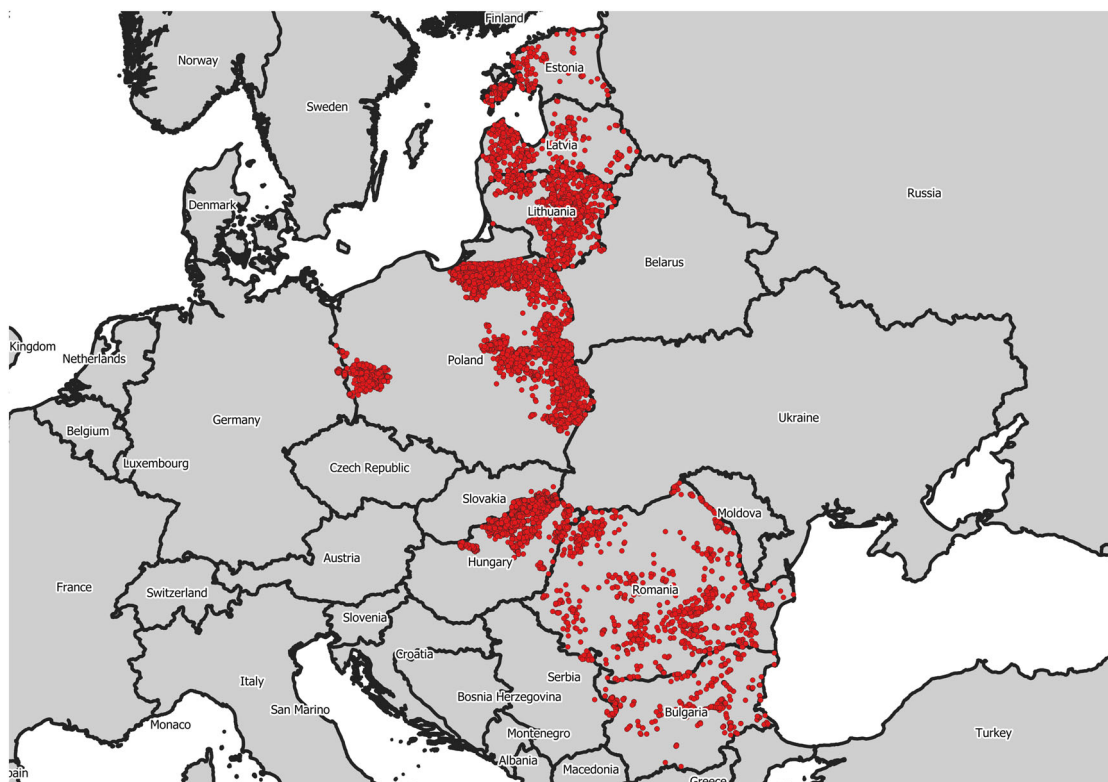 Finland
Norway
Estonia
Sweden
Latvia
Russia
Denmark
Lithuania
Belarus
Kingdom
Netherlands
Poland
Germany
Ukraine
Belgium
Luxembourg
Czech Republic
Slovakia
Moldova
Hungary
Austria
France
Switzerland
Romania
Slovenia
Croatia
Serbia
Italy
Bosnia Herzegovina
San Marino
Bulgaria
Monaco
Montenegro
Turkey
Albania
Macedonia
pain
Greece